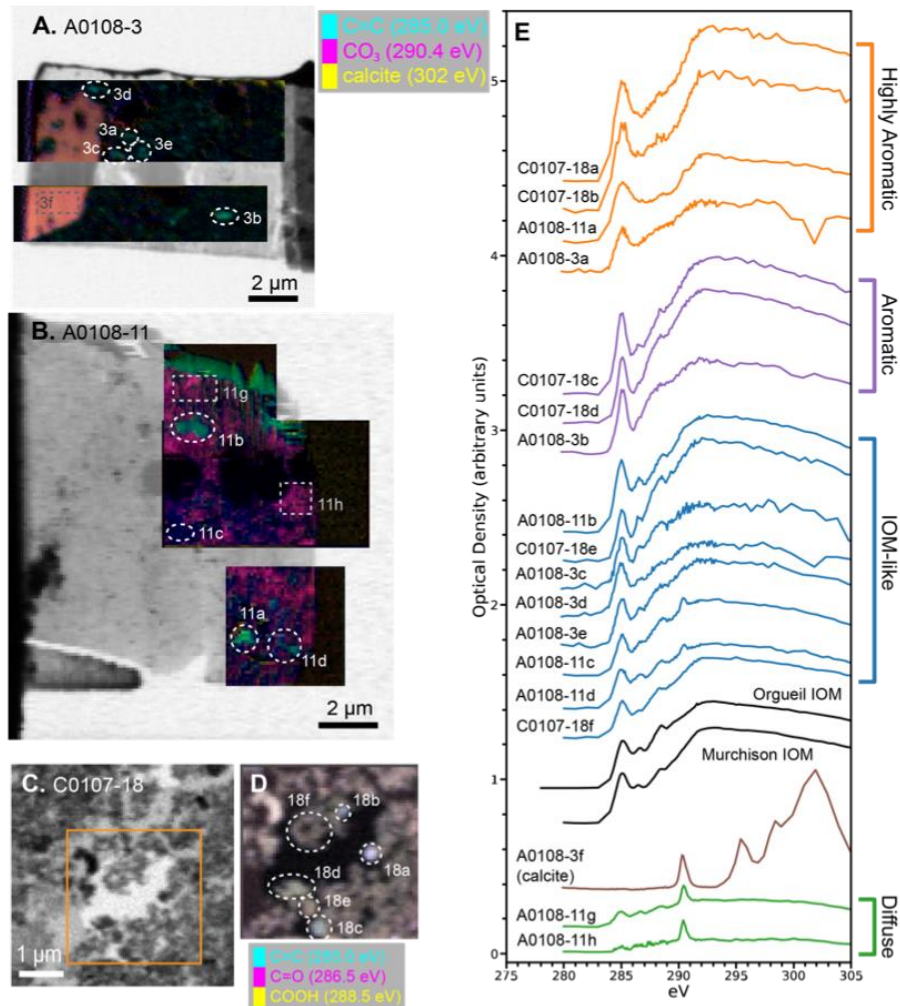 A. A0108-3
C=C (285.0 eV)
CO3 (290.4 eV)
calcite (302 eV)
3d
3a
3c
3e
3f
3b
2 µm
B. A0108-11
11g
11b
11h
11c
11a
11d
2 µm
C. C0107-18
1 µm
D
18f
18b
18a
18d
18e
18c
C=C (285.0 eV)
C=O (286.5 eV)
COOH (288.5 eV)
E
Optical Density (arbitrary units)
5
4
3
2
1
0
C0107-18a
C0107-18b
A0108-11a
A0108-3a
Highly Aromatic
C0107-18c
C0107-18d
A0108-3b
Aromatic
A0108-11b
C0107-18e
A0108-3c
A0108-3d
A0108-3e
A0108-11c
A0108-11d
C0107-18f
IOM-like
Orgueil IOM
Murchison IOM
A0108-3f
(calcite)
A0108-11g
A0108-11h
Diffuse
275 280 285 290 295 300 305
eV